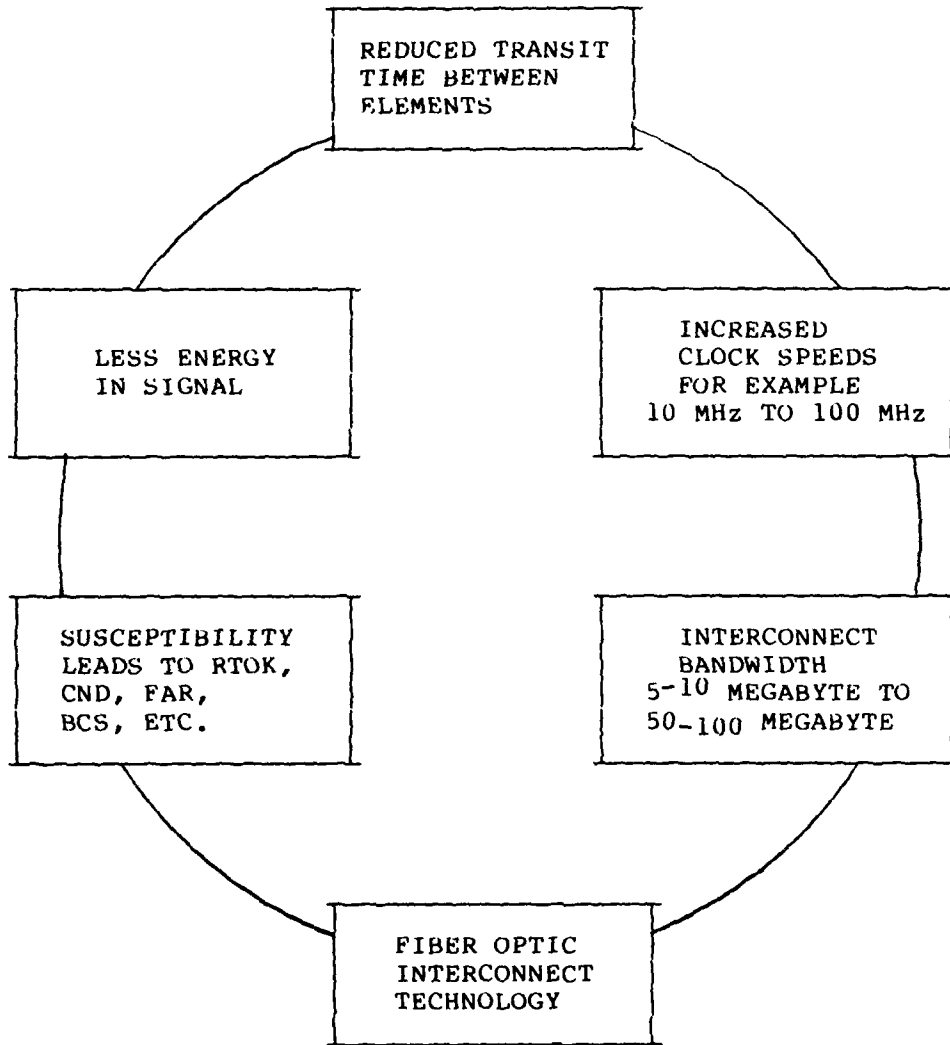 REDUCED TRANSIT
TIME BETWEEN
ELEMENTS
LESS ENERGY
IN SIGNAL
INCREASED
CLOCK SPEEDS
FOR EXAMPLE
10 MHz TO 100 MHz
SUSCEPTIBILITY
LEADS TO RTOK,
CND, FAR,
BCS, ETC.
INTERCONNECT
BANDWIDTH
5-10 MEGABYTE TO
50-100 MEGABYTE
FIBER OPTIC
INTERCONNECT
TECHNOLOGY